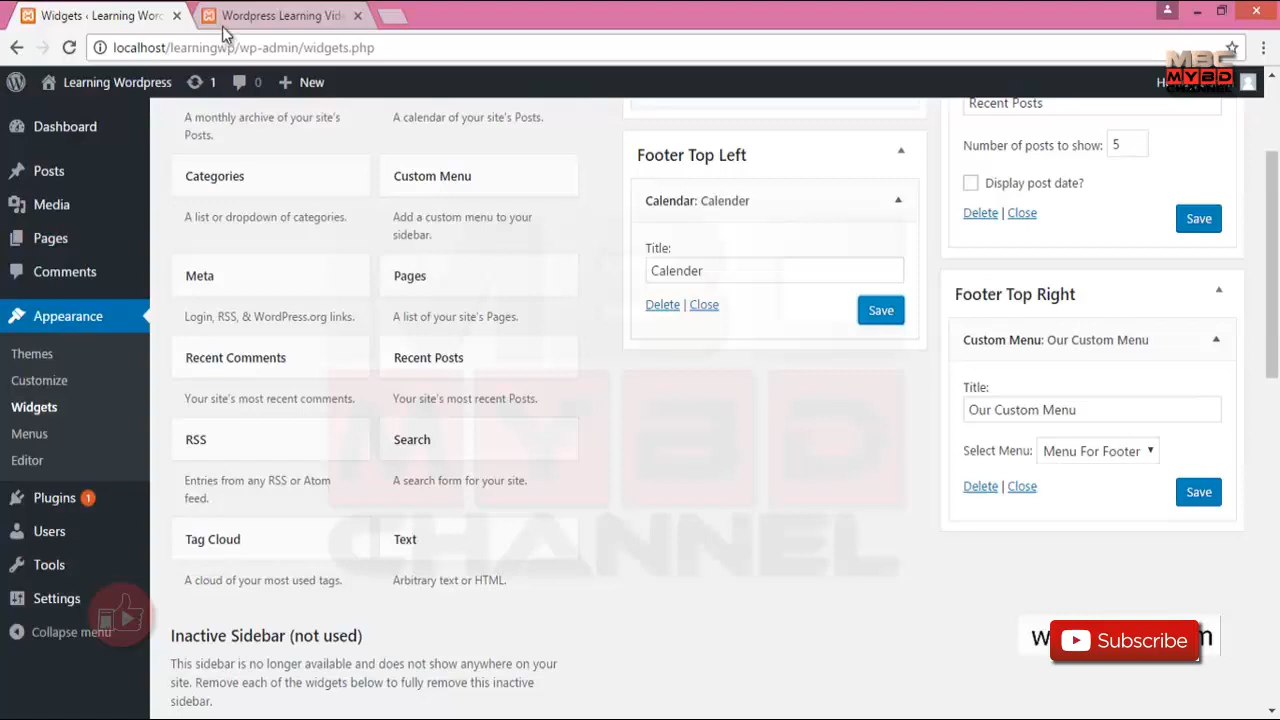 Widgets ‹ Learning Worc
Wordpress Learning Vid
localhost/learningwp/wp-admin/widgets.php
Learning Wordpress
1
0
New
MBC
MYBD
CHANNEL
Dashboard
Posts
Media
Pages
Comments
Appearance
Themes
Customize
Widgets
Menus
Editor
Plugins
1
Users
Tools
Settings
Collapse menu
A monthly archive of your site's
Posts.
A calendar of your site's Posts.
Categories
Custom Menu
A list or dropdown of categories.
Add a custom menu to your
sidebar.
Meta
Pages
Login, RSS, & WordPress.org links.
A list of your site's Pages.
Recent Comments
Recent Posts
Your site's most recent comments.
Your site's most recent Posts.
RSS
Search
Entries from any RSS or Atom
feed.
A search form for your site.
Tag Cloud
Text
A cloud of your most used tags.
Arbitrary text or HTML.
Inactive Sidebar (not used)
This sidebar is no longer available and does not show anywhere on your
site. Remove each of the widgets below to fully remove this inactive
sidebar.
Footer Top Left
Calendar: Calender
Title:
Calender
Delete | Close
Save
Recent Posts
Number of posts to show: 5
Display post date?
Delete | Close
Save
Footer Top Right
Custom Menu: Our Custom Menu
Title:
Our Custom Menu
Select Menu: Menu For Footer
Delete | Close
Save
MYBD
CHANNEL
Subscribe